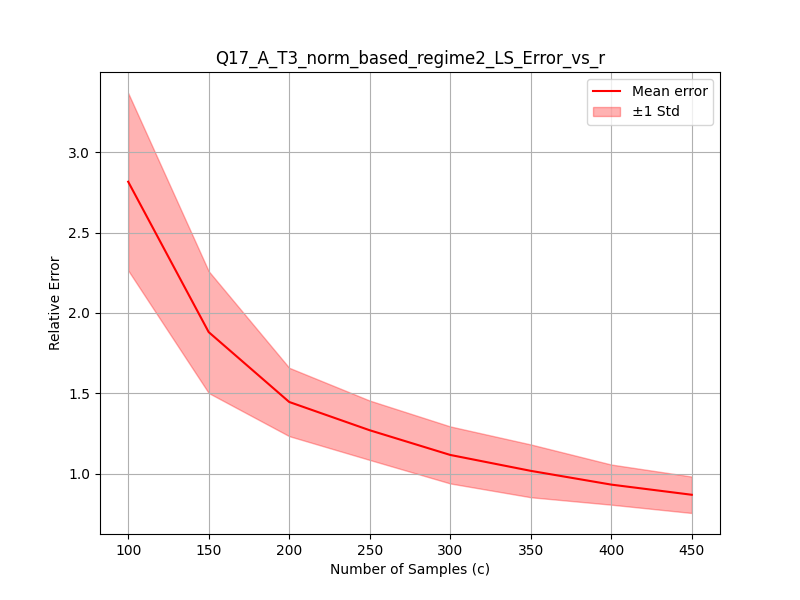 Q17_A_T3_norm_based_regime2_LS_Error_vs_r
Mean error
±1 Std
3.0
2.5
2.0
1.5
1.0
Relative Error
100 150 200 250 300 350 400 450
Number of Samples (c)